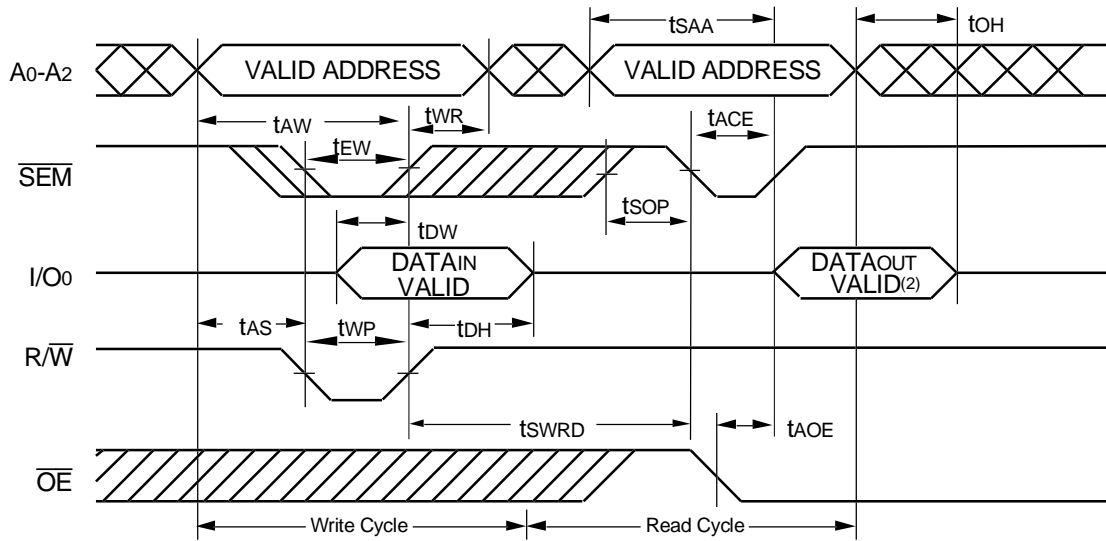 tSAA tOH
A0-A2 VALID ADDRESS VALID ADDRESS
tAW tWR tACE
tEW
SEM
tSOP
tDW
I/O0 DATAIN VALID DATAOUT VALID(2)
tAS tWP tDH
R/W
tSWRD tAOE
OE
Write Cycle Read Cycle